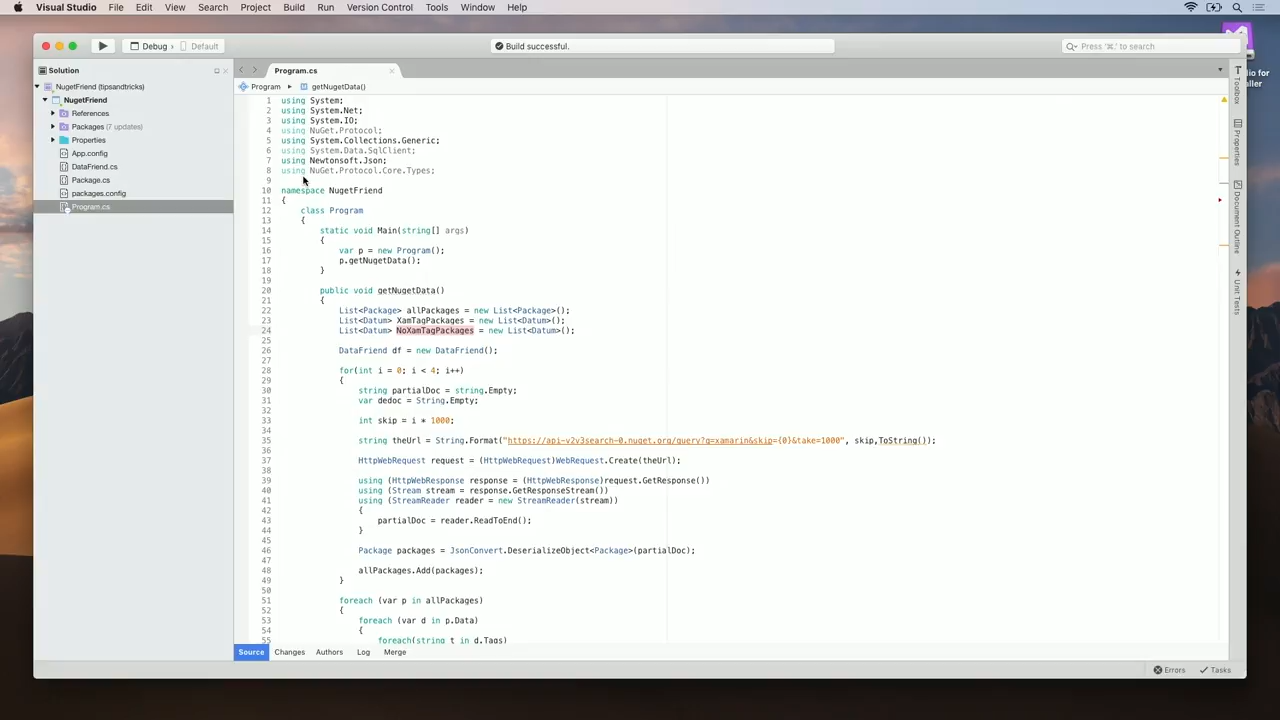 Visual Studio File Edit View Search Project Build Run Version Control Tools Window Help
Debug › Default
Build successful.
Press '⌘.' to search
Solution
NugetFriend (tipsandtricks)
NugetFriend
References
Packages (7 updates)
Properties
App.config
DataFriend.cs
Package.cs
packages.config
Program.cs
Program.cs
Program ▸ getNugetData()
1 using System;
2 using System.Net;
3 using System.IO;
4 using NuGet.Protocol;
5 using System.Collections.Generic;
6 using System.Data.SqlClient;
7 using Newtonsoft.Json;
8 using NuGet.Protocol.Core.Types;
9
10 namespace NugetFriend
11 {
12 class Program
13 {
14 static void Main(string[] args)
15 {
16 var p = new Program();
17 p.getNugetData();
18 }
19
20 public void getNugetData()
21 {
22 List<Package> allPackages = new List<Package>();
23 List<Datum> XamTagPackages = new List<Datum>();
24 List<Datum> NoXamTagPackages = new List<Datum>();
25
26 DataFriend df = new DataFriend();
27
28 for(int i = 0; i < 4; i++)
29 {
30 string partialDoc = string.Empty;
31 var dedoc = String.Empty;
32
33 int skip = i * 1000;
34
35 string theUrl = String.Format("https://api-v2v3search-0.nuget.org/query?q=xamarin&skip={0}&take=1000", skip,ToString());
36
37 HttpWebRequest request = (HttpWebRequest)WebRequest.Create(theUrl);
38
39 using (HttpWebResponse response = (HttpWebResponse)request.GetResponse())
40 using (Stream stream = response.GetResponseStream())
41 using (StreamReader reader = new StreamReader(stream))
42 {
43 partialDoc = reader.ReadToEnd();
44 }
45
46 Package packages = JsonConvert.DeserializeObject<Package>(partialDoc);
47
48 allPackages.Add(packages);
49 }
50
51 foreach (var p in allPackages)
52 {
53 foreach (var d in p.Data)
54 {
55 foreach(string t in d.Tags)
Source Changes Authors Log Merge
Errors Tasks
Toolbox
Properties
Document Outline
Unit Tests